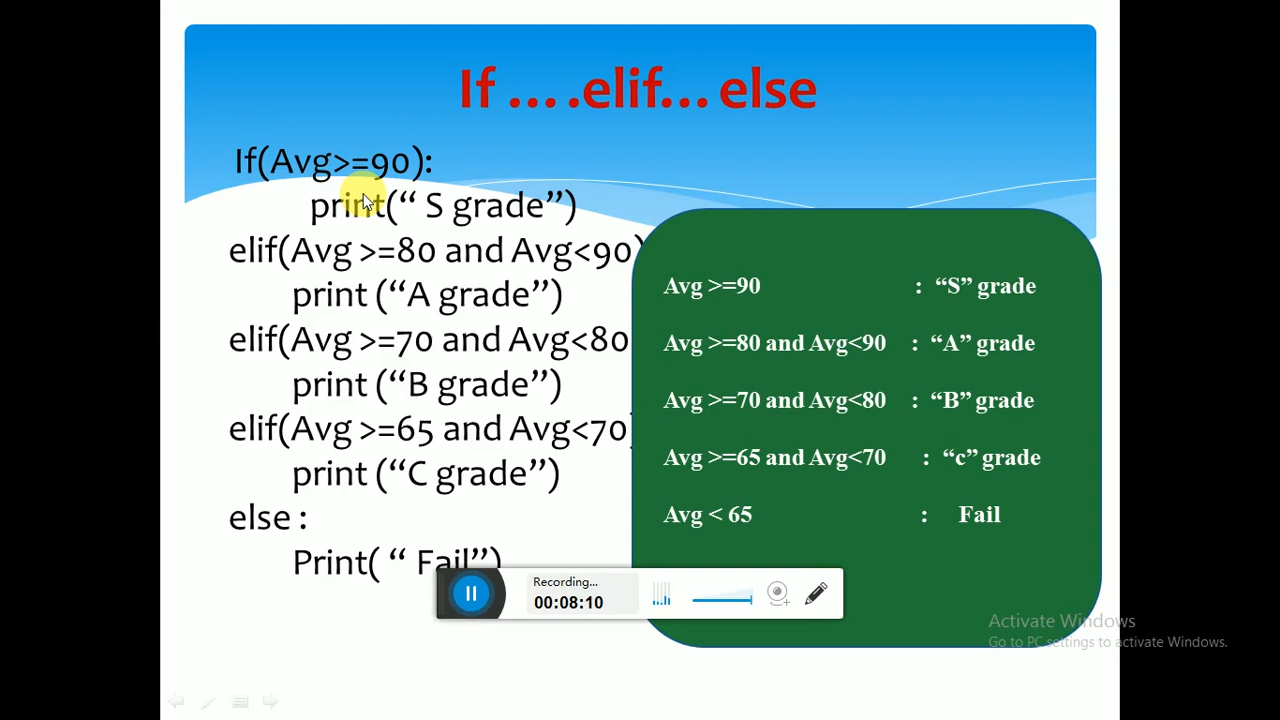 If ... .elif... else
If(Avg>=90):
print(“ S grade”)
elif(Avg >=80 and Avg<90)
print (“A grade”)
elif(Avg >=70 and Avg<80
print (“B grade”)
elif(Avg >=65 and Avg<70)
print (“C grade”)
else :
Print( “ Fail”)
Avg >=90 : “S” grade
Avg >=80 and Avg<90 : “A” grade
Avg >=70 and Avg<80 : “B” grade
Avg >=65 and Avg<70 : “c” grade
Avg < 65 : Fail
Recording...
00:08:10
Activate Windows
Go to PC settings to activate Windows.